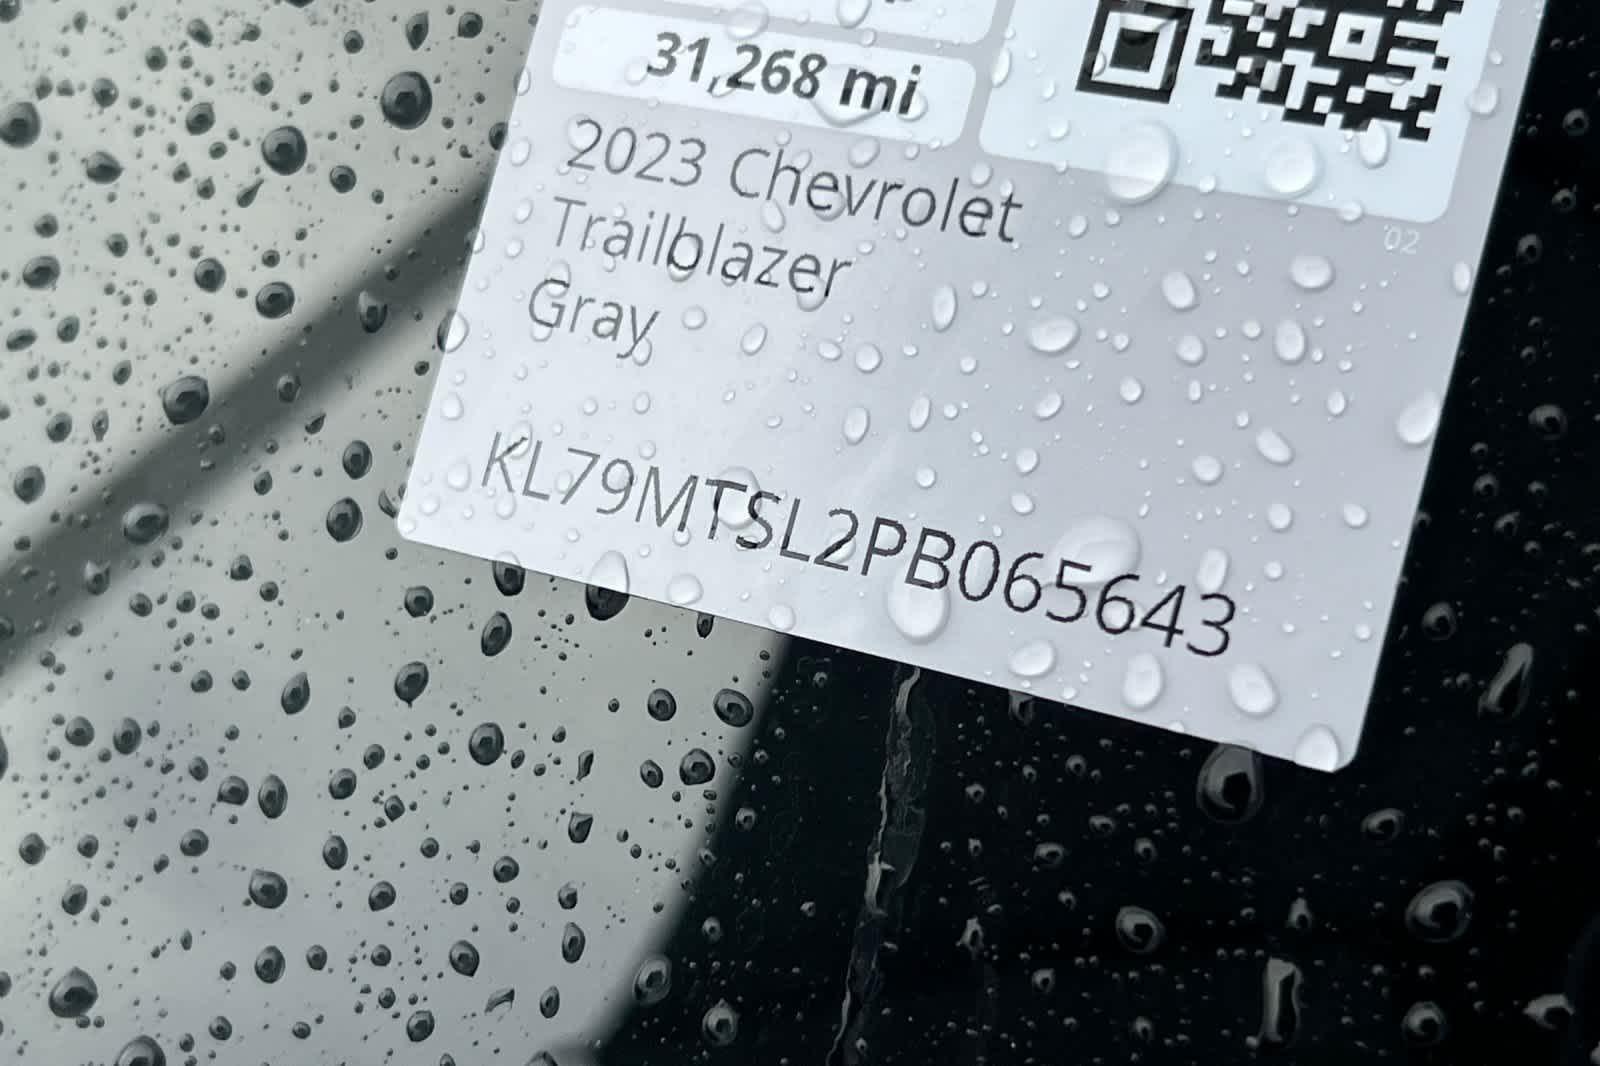 31,268 mi
2023 Chevrolet
Trailblazer
Gray
02
KL79MTSL2PB065643